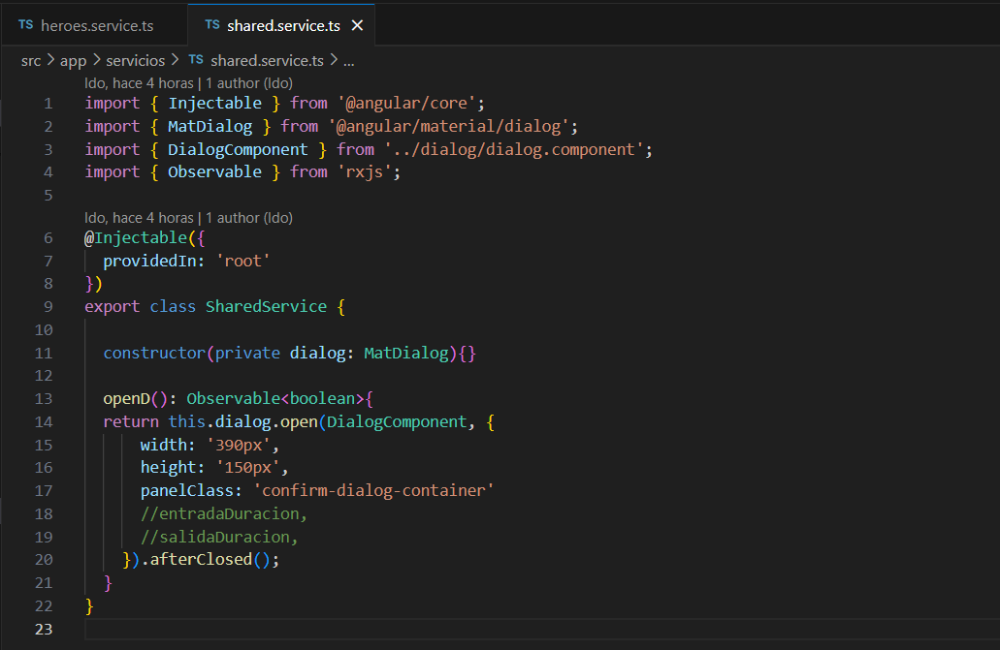 TS heroes.service.ts TS shared.service.ts ×
src > app > servicios > TS shared.service.ts > ...
Ido, hace 4 horas | 1 author (Ido)
1 import { Injectable } from '@angular/core';
2 import { MatDialog } from '@angular/material/dialog';
3 import { DialogComponent } from '../dialog/dialog.component';
4 import { Observable } from 'rxjs';
5
Ido, hace 4 horas | 1 author (Ido)
6 @Injectable({
7   providedIn: 'root'
8 })
9 export class SharedService {
10
11   constructor(private dialog: MatDialog){}
12
13   openD(): Observable<boolean>{
14   return this.dialog.open(DialogComponent, {
15       width: '390px',
16       height: '150px',
17       panelClass: 'confirm-dialog-container'
18       //entradaDuracion,
19       //salidaDuracion,
20     }).afterClosed();
21   }
22 }
23